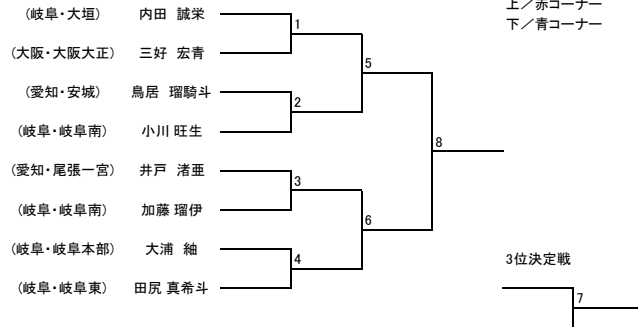 上/赤コーナー
下/青コーナー
(岐阜・大垣) 内田 誠栄
1
(大阪・大阪大正) 三好 宏青
5
(愛知・安城) 鳥居 瑠騎斗
2
(岐阜・岐阜南) 小川 旺生
8
(愛知・尾張一宮) 井戸 渚亜
3
(岐阜・岐阜南) 加藤 瑠伊
6
(岐阜・岐阜本部) 大浦 紬
4
3位決定戦
(岐阜・岐阜東) 田尻 真希斗
7